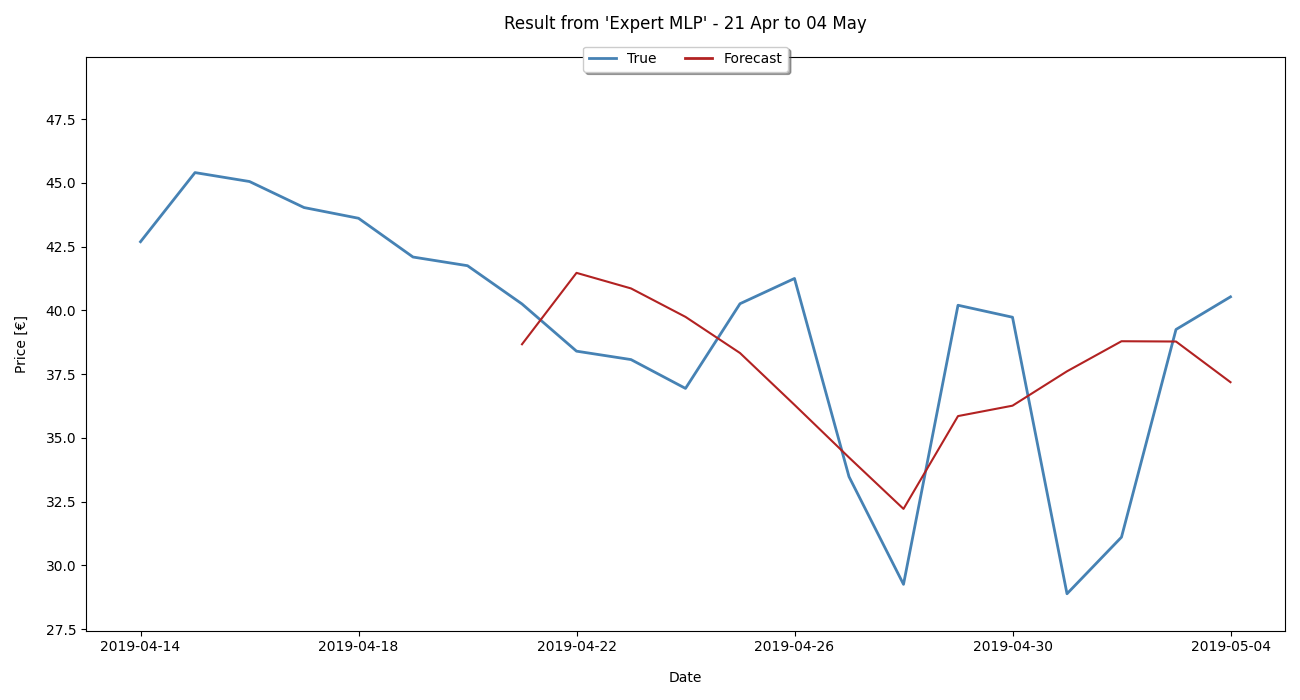 Result from 'Expert MLP' - 21 Apr to 04 May
True Forecast
47.5
45.0
42.5
40.0
37.5
35.0
32.5
30.0
27.5
Price [€]
2019-04-14 2019-04-18 2019-04-22 2019-04-26 2019-04-30 2019-05-04
Date